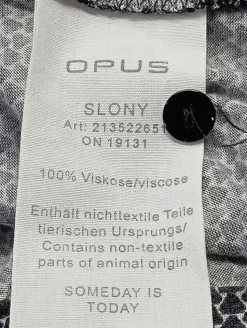 OPUS
SLONY
Art: 213522651
ON 19131
100% Viskose/viscose
Enthält nichttextile Teile
tierischen Ursprungs/
Contains non-textile
parts of animal origin
SOMEDAY IS
TODAY